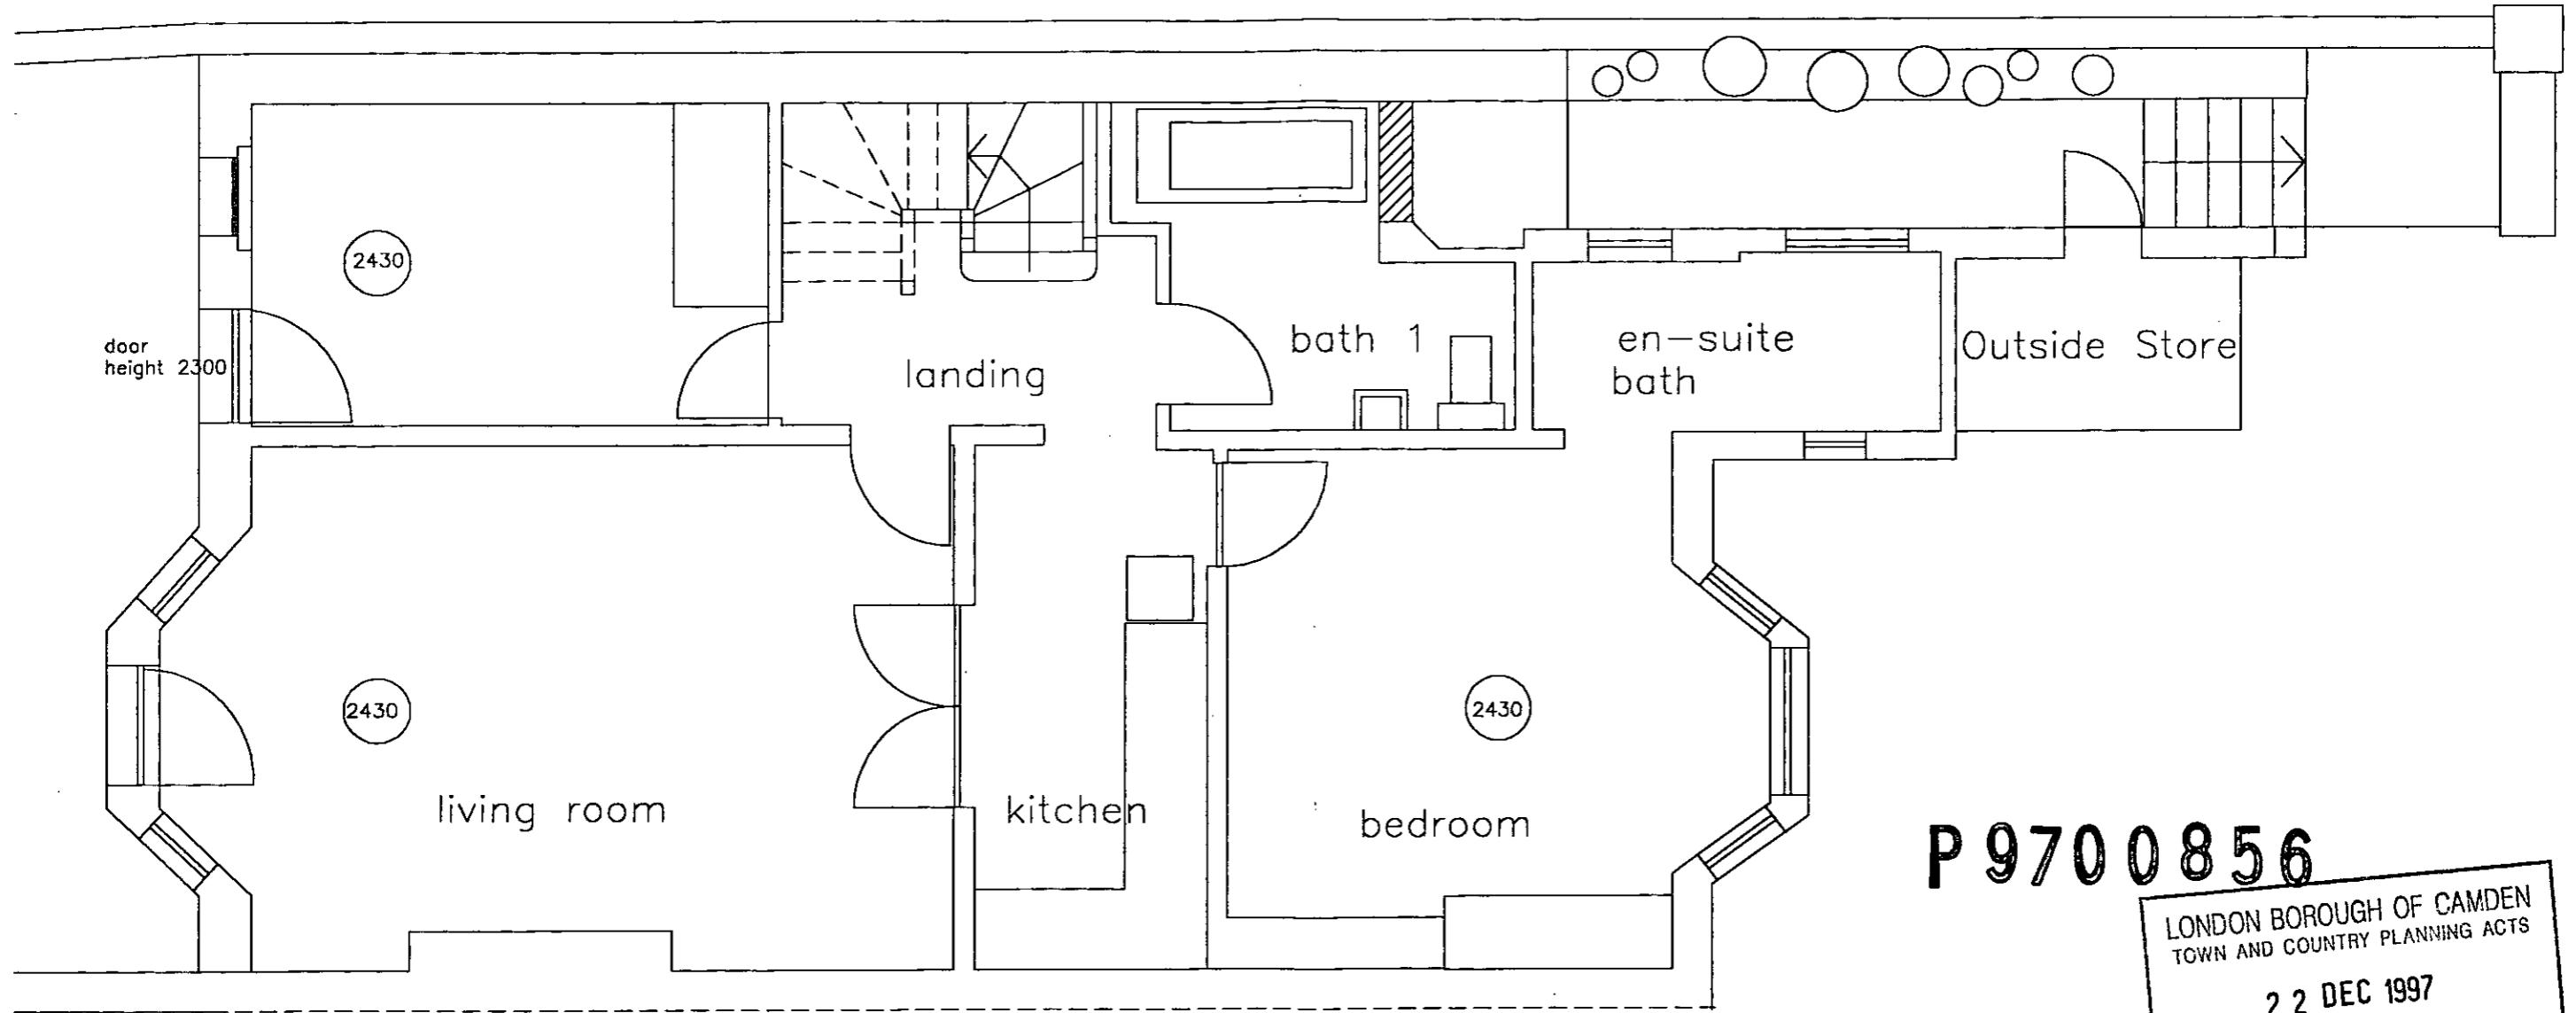 2430
door
height 2300
landing
bath 1
en-suite
bath
Outside Store
2430
living room
kitchen
2430
bedroom
P9700856
LONDON BOROUGH OF CAMDEN
TOWN AND COUNTRY PLANNING ACTS
22 DEC 1997